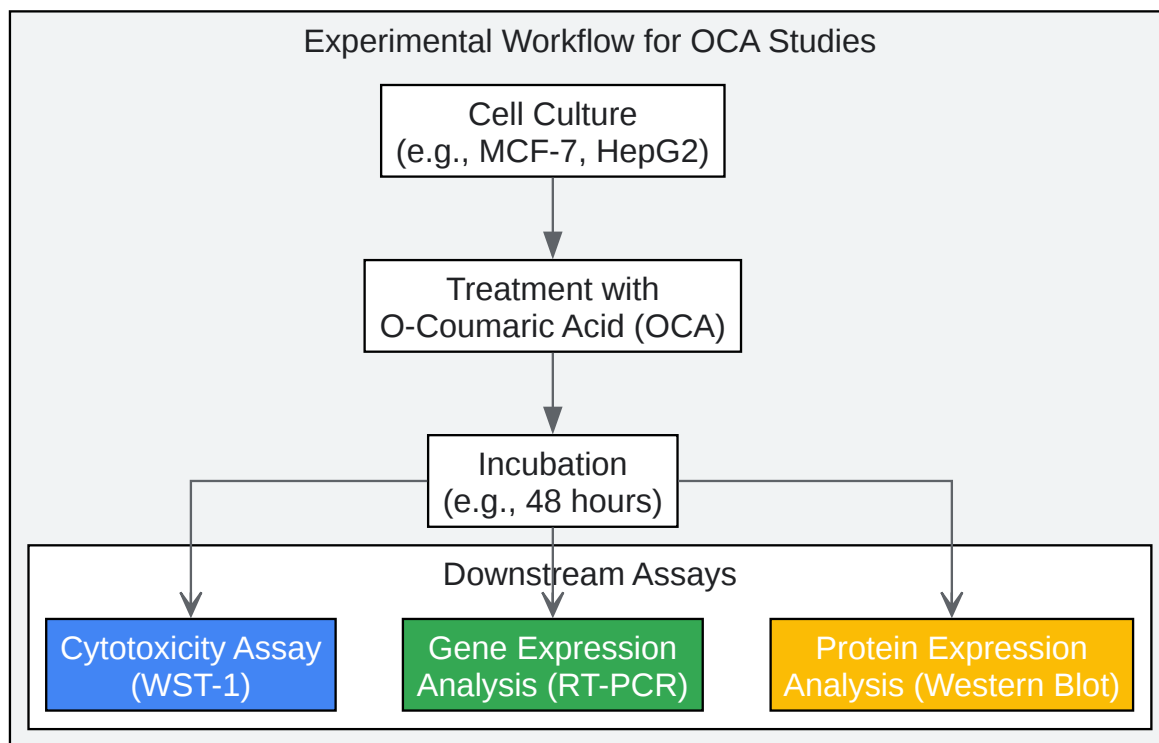 Experimental Workflow for OCA Studies
Cell Culture
(e.g., MCF-7, HepG2)
Treatment with
O-Coumaric Acid (OCA)
Incubation
(e.g., 48 hours)
Downstream Assays
Cytotoxicity Assay
(WST-1)
Gene Expression
Analysis (RT-PCR)
Protein Expression
Analysis (Western Blot)